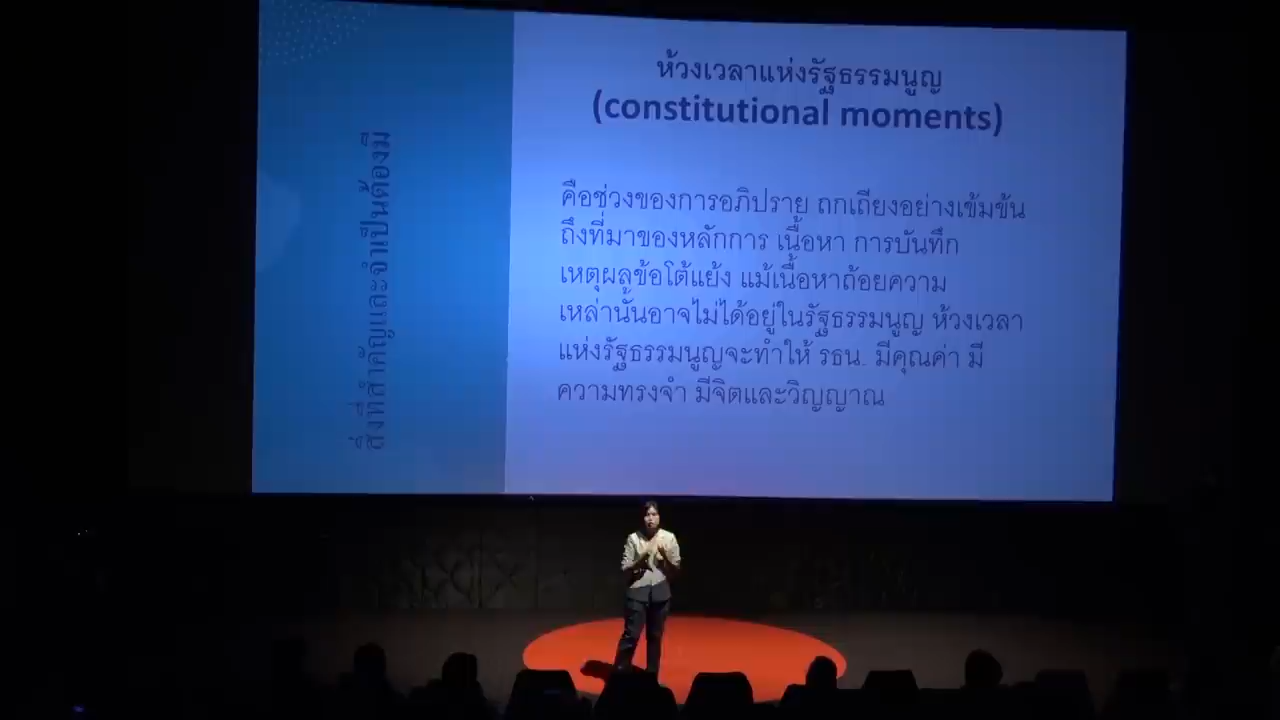 สิ่งที่สำคัญและจำเป็นต้องมี
ห้วงเวลาแห่งรัฐธรรมนูญ
(constitutional moments)
คือช่วงของการอภิปราย ถกเถียงอย่างเข้มข้น
ถึงที่มาของหลักการ เนื้อหา การบันทึก
เหตุผลข้อโต้แย้ง แม้เนื้อหาถ้อยความ
เหล่านั้นอาจไม่ได้อยู่ในรัฐธรรมนูญ ห้วงเวลา
แห่งรัฐธรรมนูญจะทำให้ รธน. มีคุณค่า มี
ความทรงจำ มีจิตและวิญญาณ